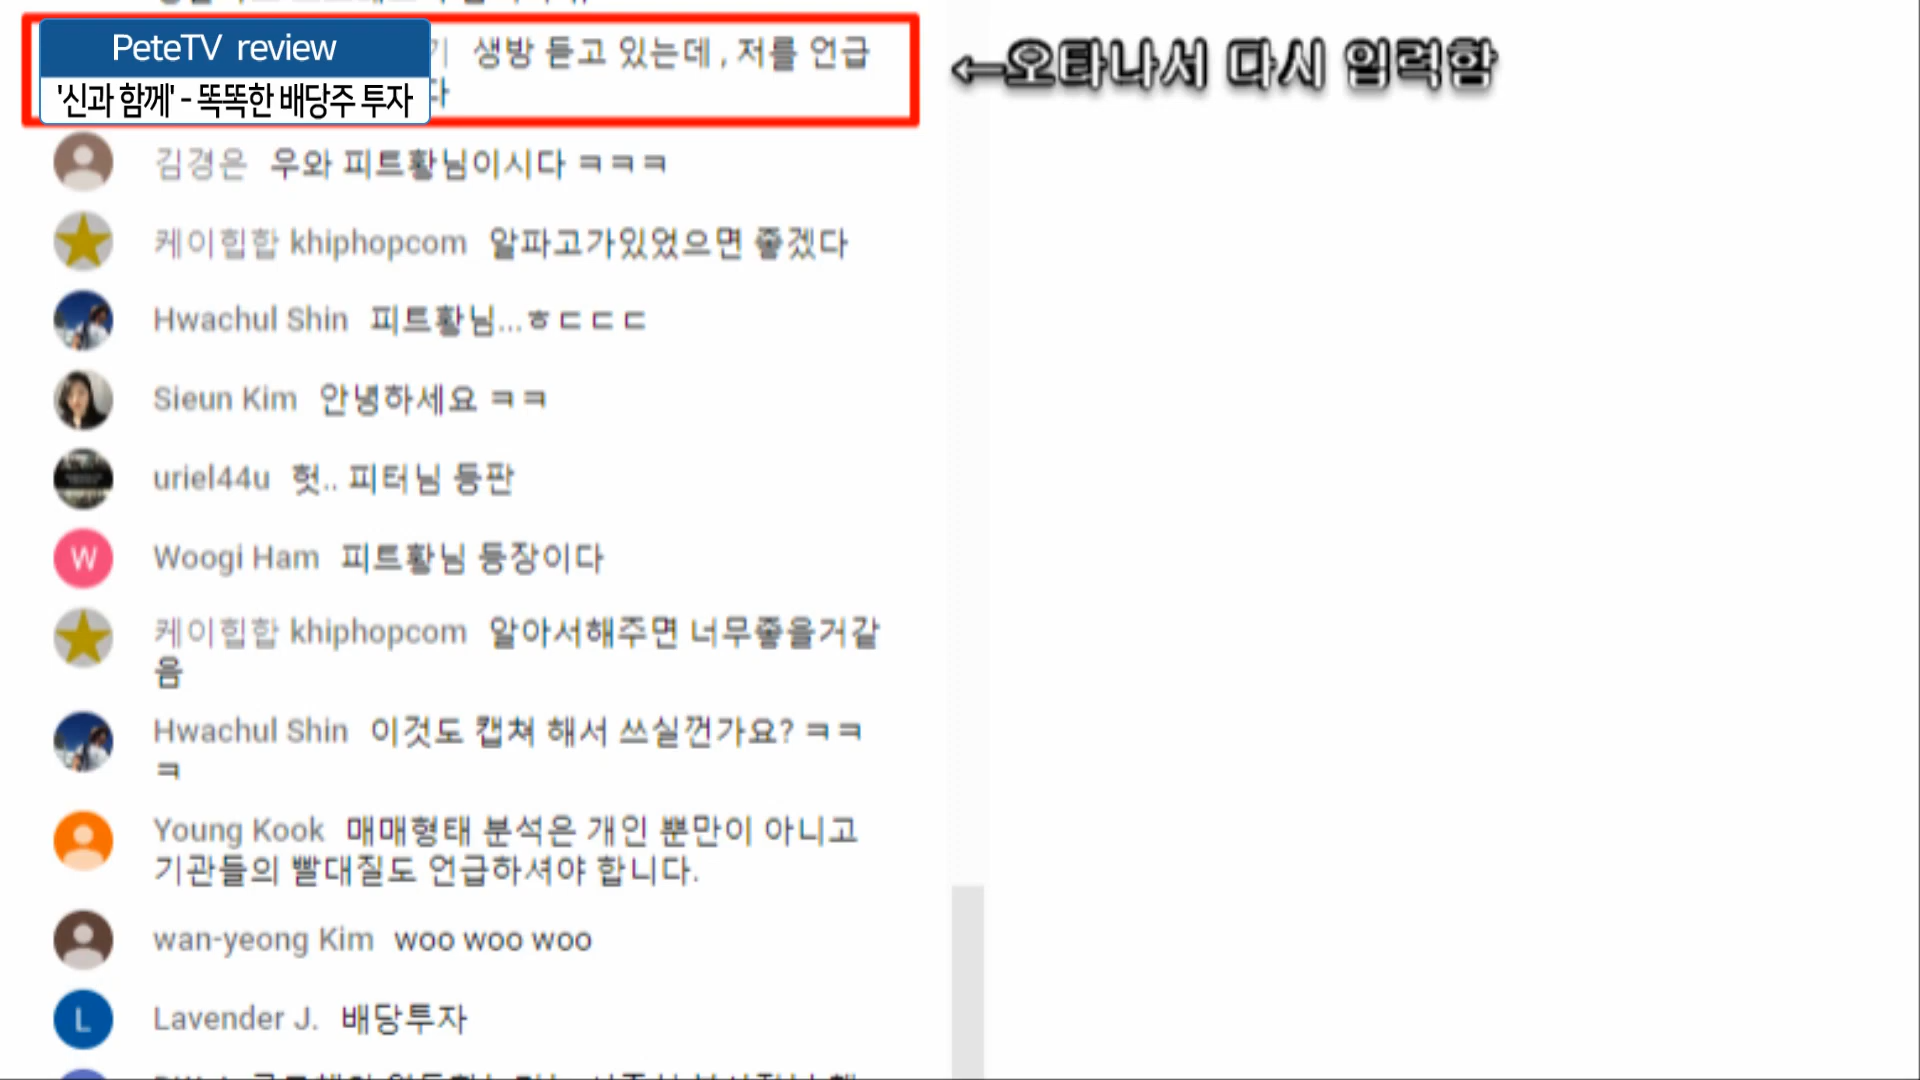 PeteTV review
'신과 함께' - 똑똑한 배당주 투자
생방 듣고 있는데 , 저를 언급
←오타나서 다시 입력함
김경은 우와 피트황님이시다 ㅋㅋㅋ
케이힙합 khiphopcom 알파고가있었으면 좋겠다
Hwachul Shin 피트황님...ㅎㄷㄷㄷ
Sieun Kim 안녕하세요 ㅋㅋ
uriel44u 헛.. 피터님 등판
W
Woogi Ham 피트황님 등장이다
케이힙합 khiphopcom 알아서해주면 너무좋을거같
음
Hwachul Shin 이것도 캡쳐 해서 쓰실껀가요? ㅋㅋ
ㅋ
Young Kook 매매형태 분석은 개인 뿐만이 아니고
기관들의 빨대질도 언급하셔야 합니다.
wan-yeong Kim woo woo woo
L
Lavender J. 배당투자